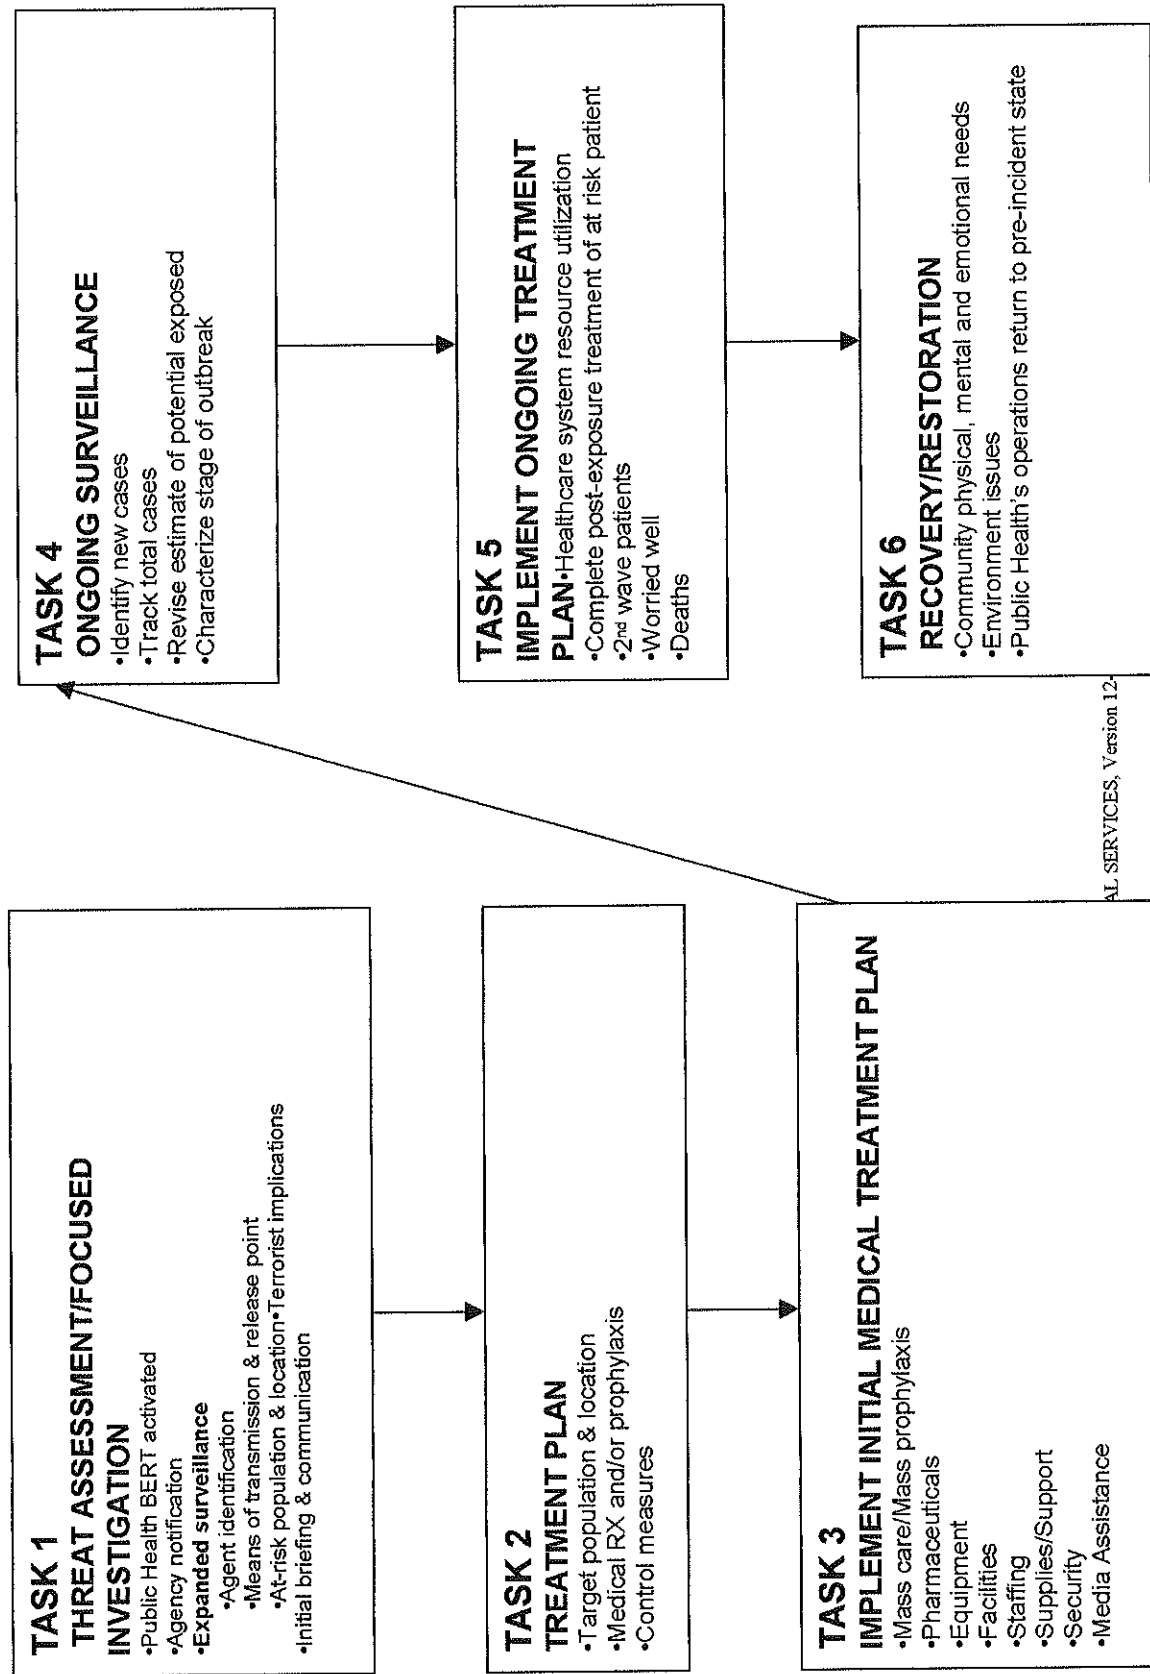 TASK 1
THREAT ASSESSMENT/FOCUSED
INVESTIGATION
•Public Health BERT activated
•Agency notification
•Expanded surveillance
•Agent identification
•Means of transmission & release point
•At-risk population & location•Terrorist implications
•Initial briefing & communication
TASK 2
TREATMENT PLAN
•Target population & location
•Medical RX and/or prophylaxis
•Control measures
TASK 3
IMPLEMENT INITIAL MEDICAL TREATMENT PLAN
•Mass care/Mass prophylaxis
•Pharmaceuticals
•Equipment
•Facilities
•Staffing
•Supplies/Support
•Security
•Media Assistance
TASK 4
ONGOING SURVEILLANCE
•Identify new cases
•Track total cases
•Revise estimate of potential exposed
•Characterize stage of outbreak
TASK 5
IMPLEMENT ONGOING TREATMENT
PLAN•Healthcare system resource utilization
•Complete post-exposure treatment of at risk patient
•2nd wave patients
•Worried well
•Deaths
TASK 6
RECOVERY/RESTORATION
•Community physical, mental and emotional needs
•Environment issues
•Public Health's operations return to pre-incident state
AL SERVICES, Version 12-